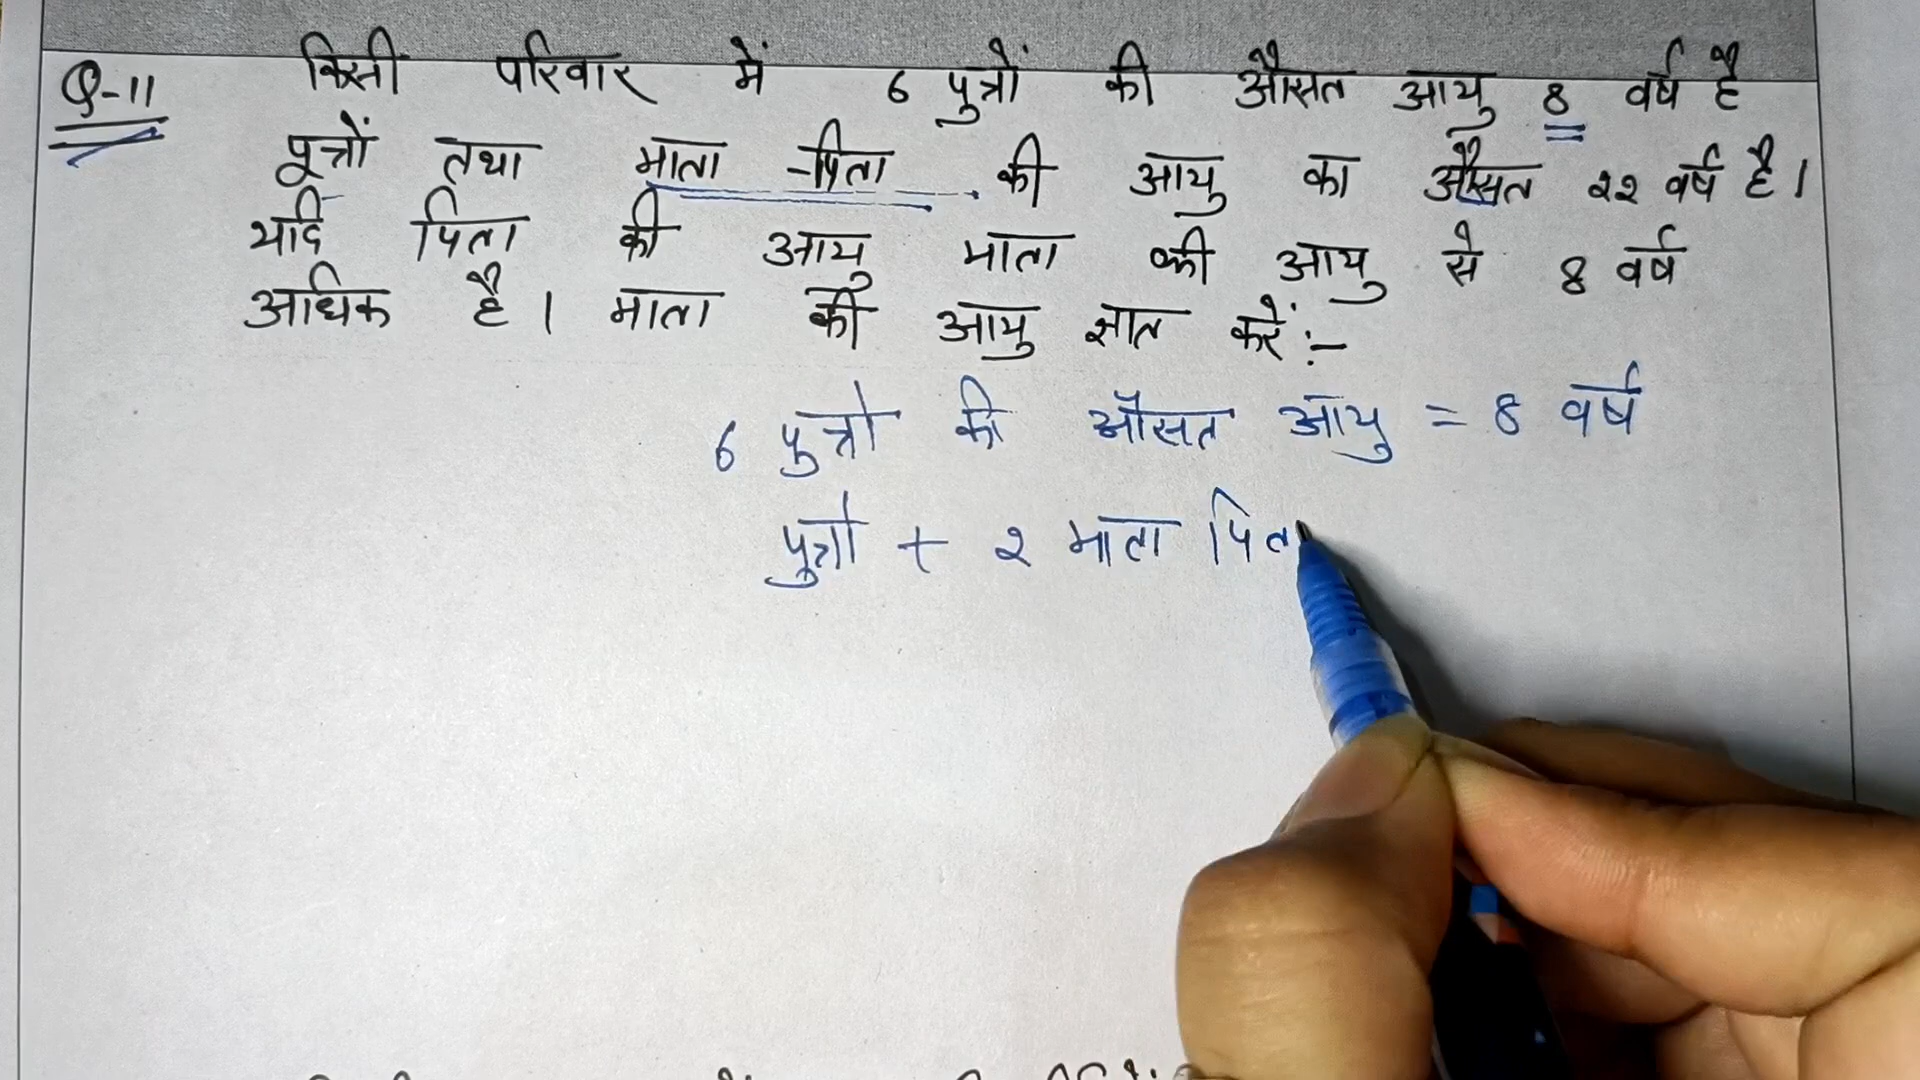 Q-11 किसी परिवार में 6 पुत्रों की औसत आयु 8 वर्ष है
पुत्रों तथा माता-पिता की आयु का औसत 22 वर्ष है।
यदि पिता की आयु माता की आयु से 8 वर्ष
अधिक है। माता की आयु ज्ञात करें:-
6 पुत्रो की औसत आयु = 8 वर्ष
पुत्रो + 2 माता पिता